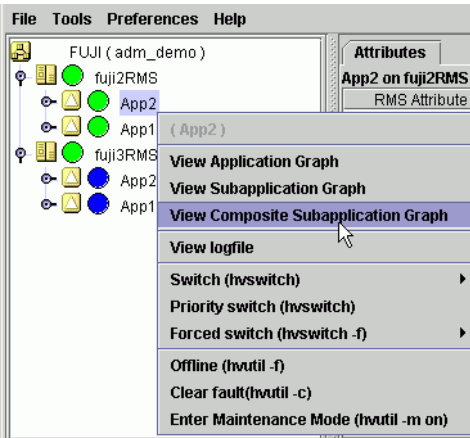 File Tools Preferences Help
FUJI ( adm_demo )
fuji2RMS
App2
App1
fuji3RMS
App2
App1
Attributes
App2 on fuji2RMS
RMS Attribute
( App2 )
View Application Graph
View Subapplication Graph
View Composite Subapplication Graph
View logfile
Switch (hvswitch)
Priority switch (hvswitch)
Forced switch (hvswitch -f)
Offline (hvutil -f)
Clear fault(hvutil -c)
Enter Maintenance Mode (hvutil -m on)